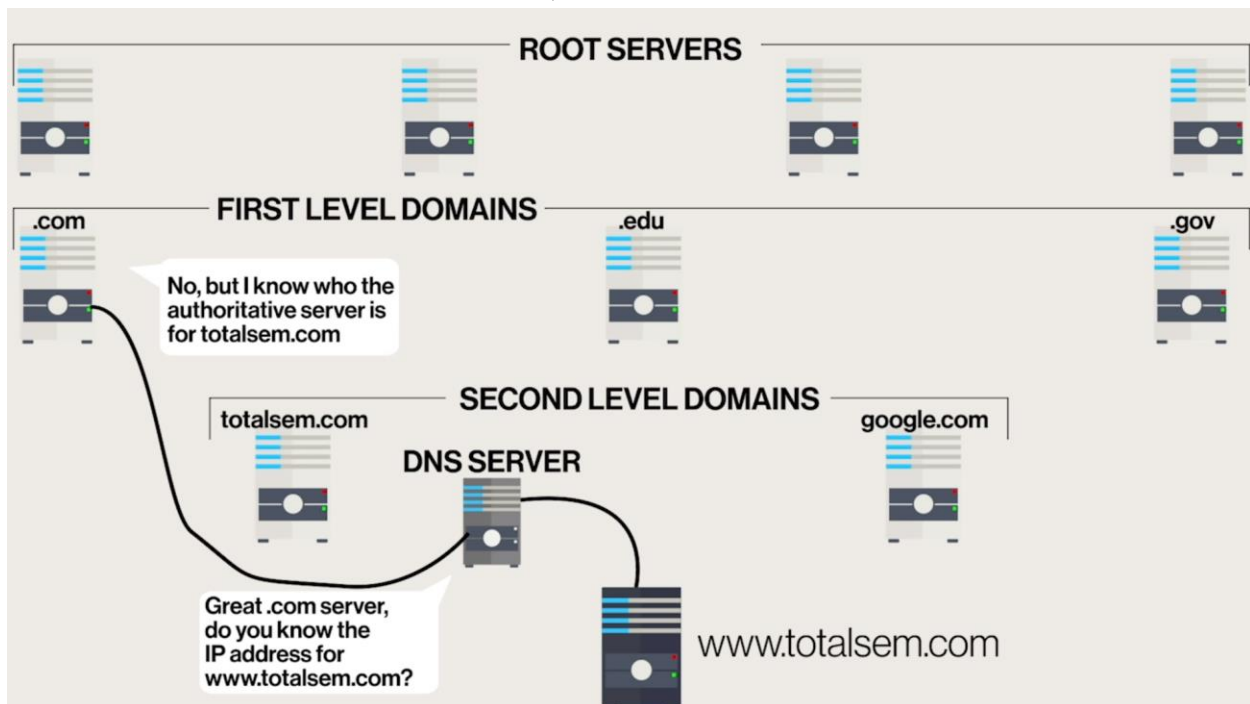 ROOT SERVERS
FIRST LEVEL DOMAINS
.com
.edu
.gov
No, but I know who the
authoritative server is
for totalsem.com
SECOND LEVEL DOMAINS
totalsem.com
google.com
DNS SERVER
Great .com server,
do you know the
IP address for
www.totalsem.com?
www.totalsem.com